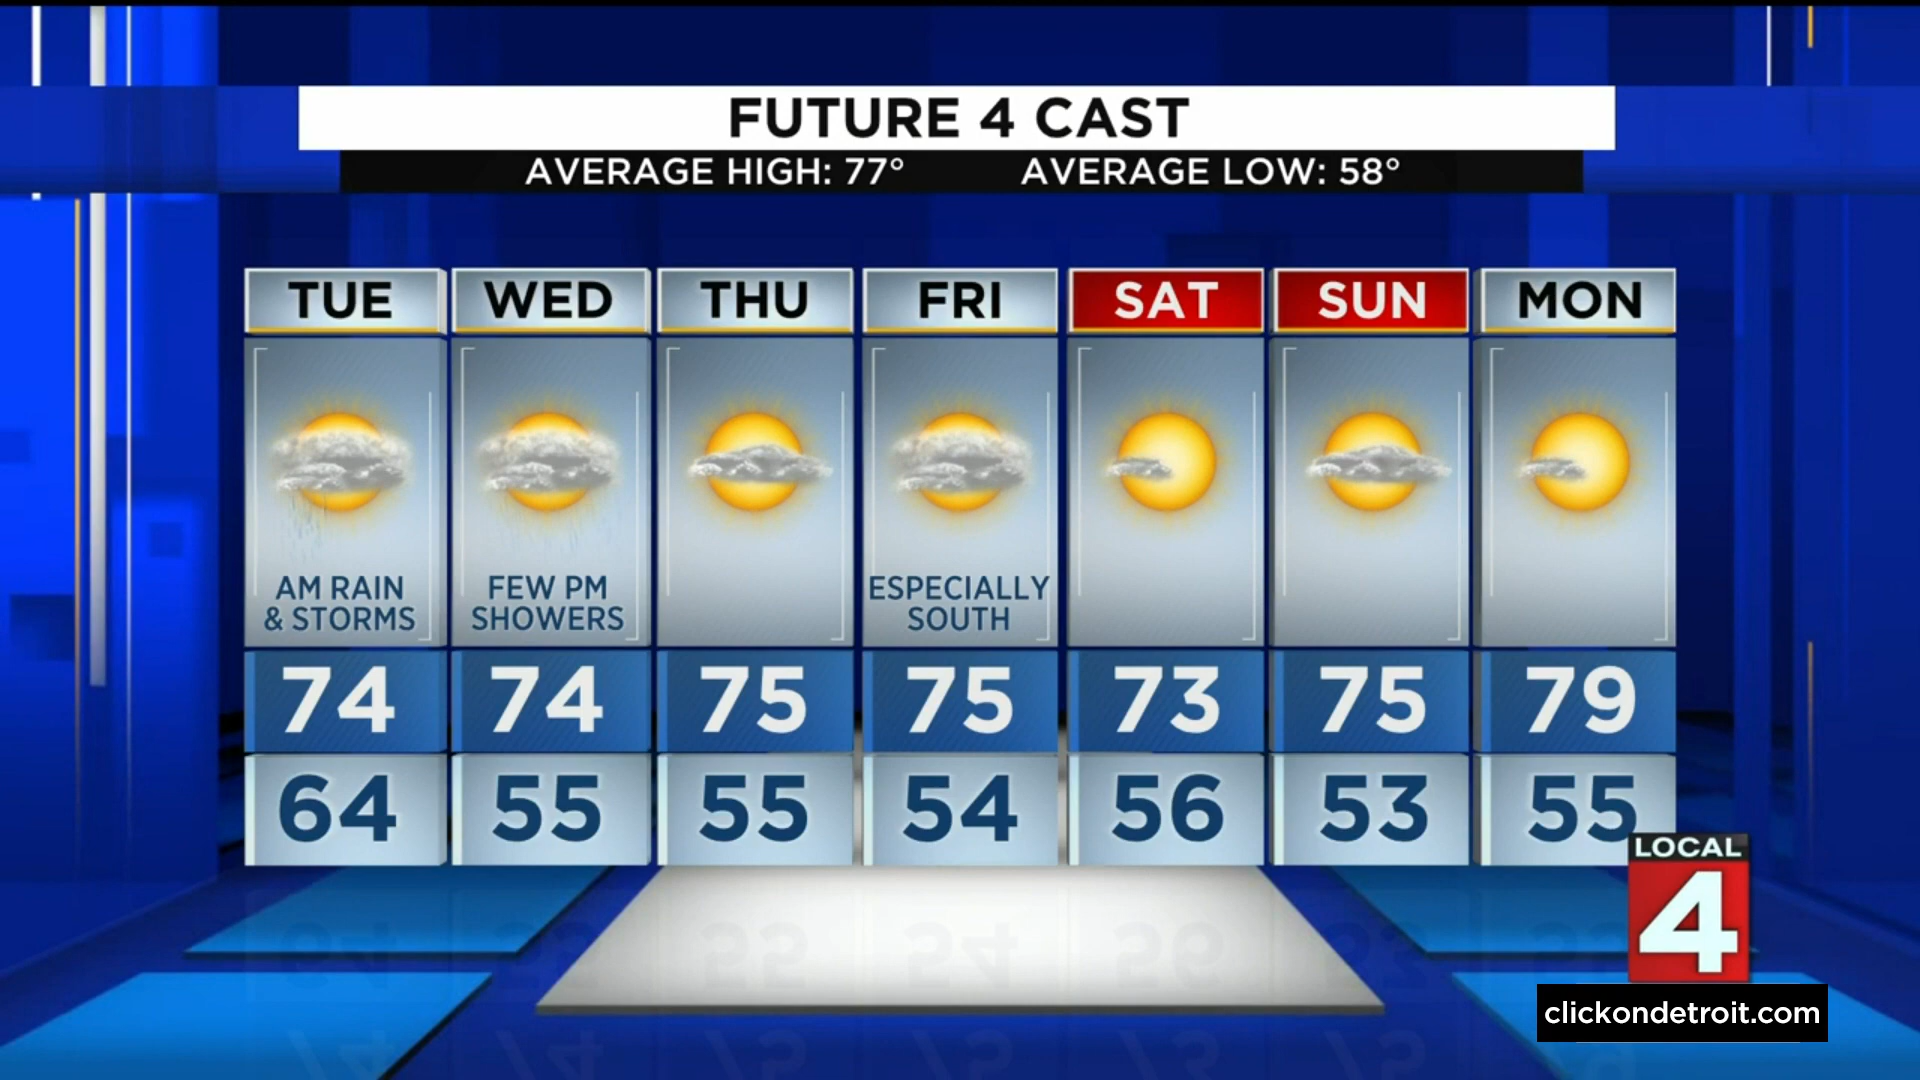 FUTURE 4 CAST
AVERAGE HIGH: 77° AVERAGE LOW: 58°
TUE WED THU FRI SAT SUN MON
AM RAIN
& STORMS
FEW PM
SHOWERS
ESPECIALLY
SOUTH
74 74 75 75 73 75 79
64 55 55 54 56 53 55
LOCAL
4
clickondetroit.com